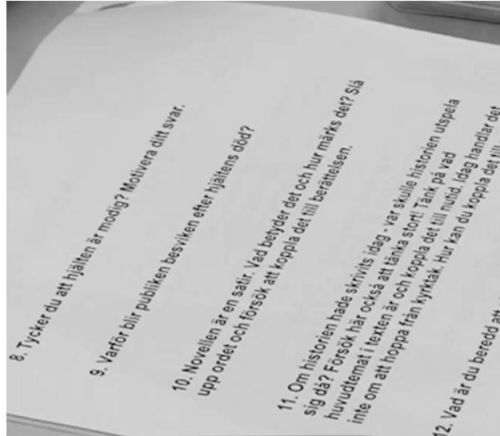 8. Tycker du att hjälten är modig? Motivera ditt svar.
9. Varför blir publiken besviken efter hjältens död?
10. Novellen är en satir. Vad betyder det och hur märks det? Slå
upp ordet och försök att koppla det till berättelsen.
11. Om historien hade skrivits idag - var skulle historien utspela
sig då? Försök här också att tänka stort! Tänk på vad
huvudtemat i texten är och koppla det till nutid. Idag handlar det
inte om att hoppa från kyrktak. Hur kan du koppla det till
12. Vad är du beredd att